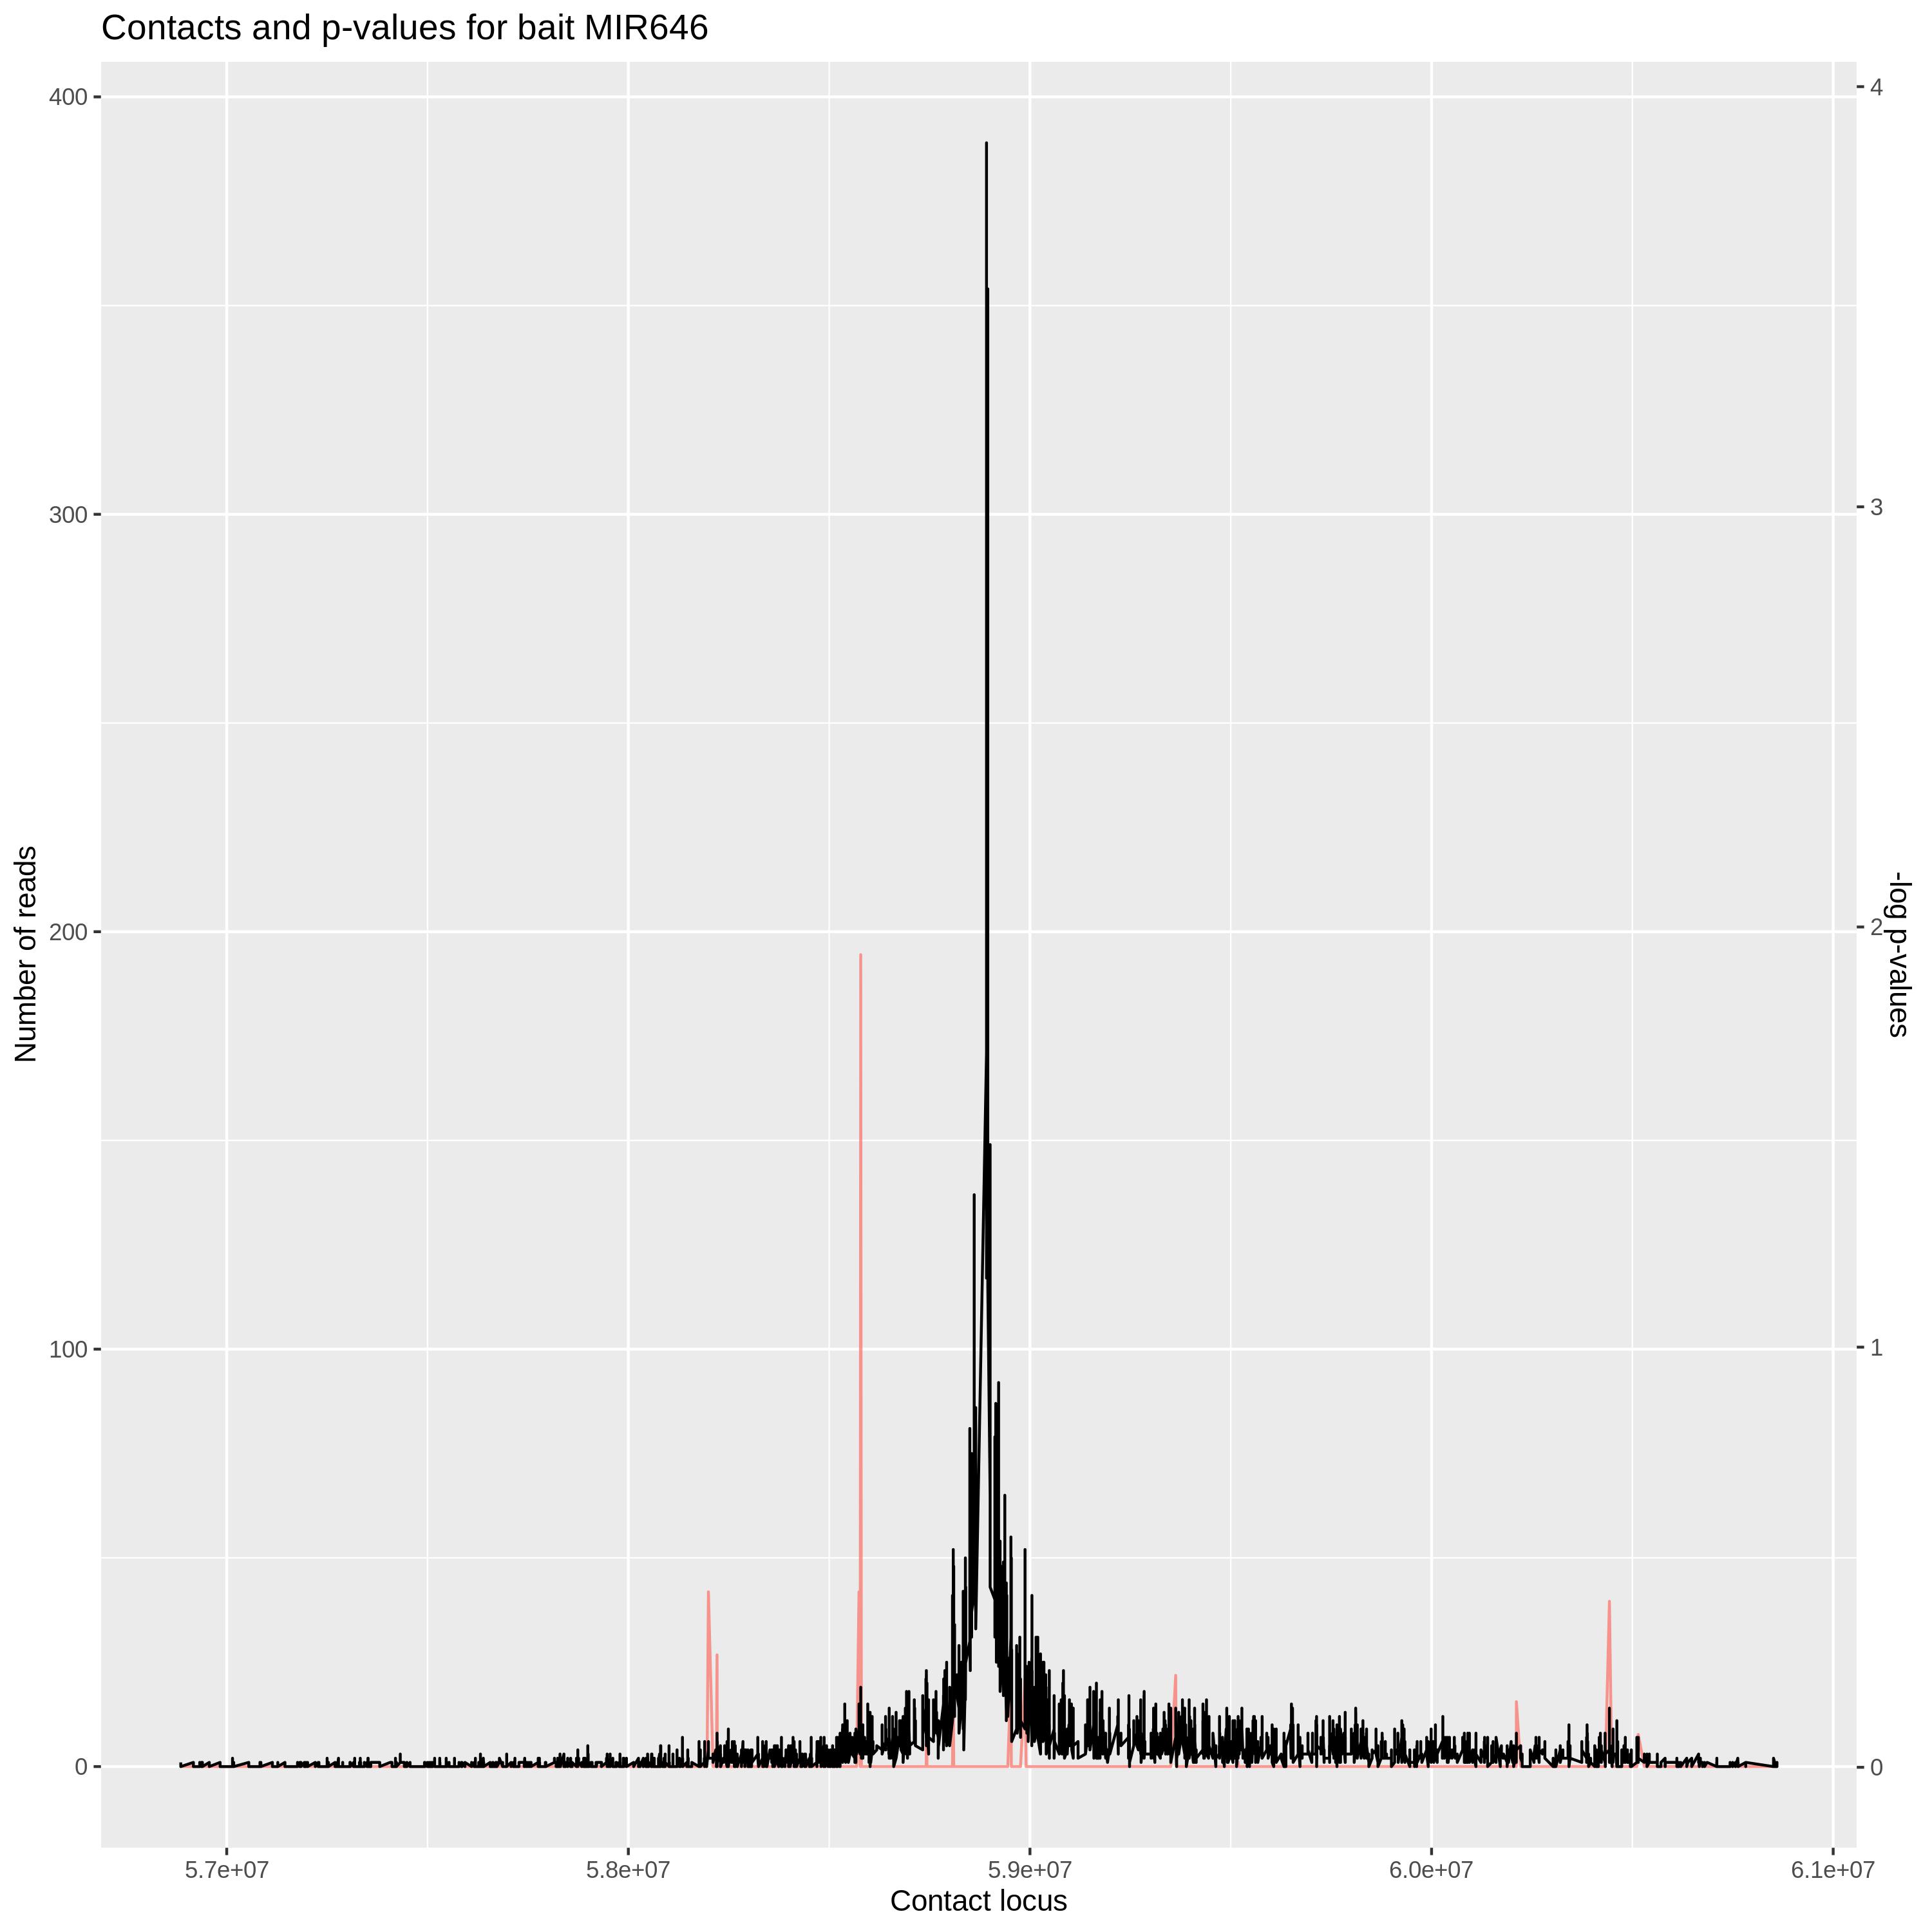 Contacts and p-values for bait MIR646
400
300
200
100
0
Number of reads
4
3
2
1
0
-log p-values
5.7e+07 5.8e+07 5.9e+07 6.0e+07 6.1e+07
Contact locus